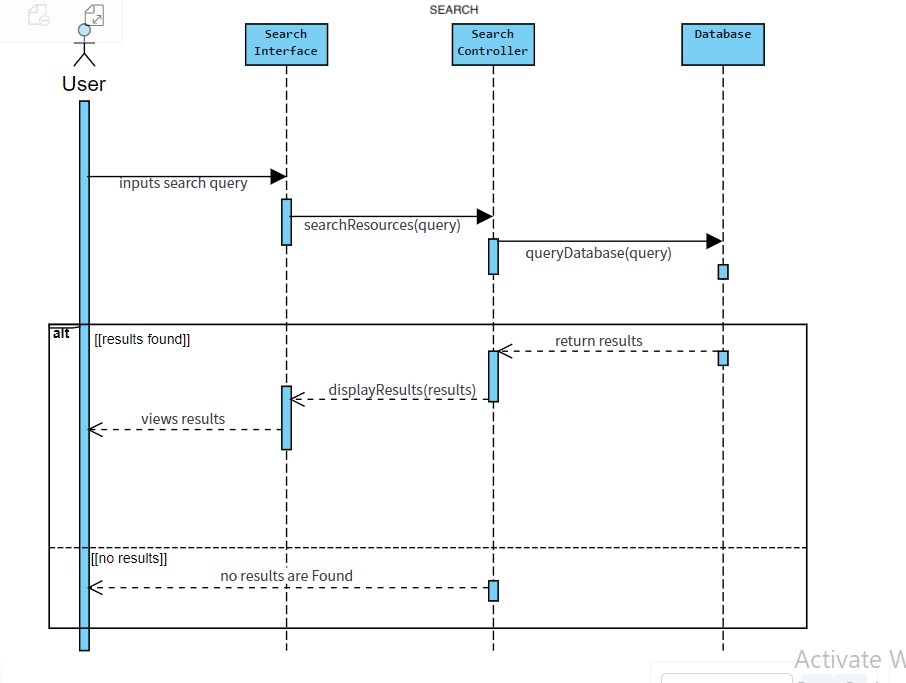 SEARCH
Search
Interface
Search
Controller
Database
User
inputs search query
searchResources(query)
queryDatabase(query)
alt
[[results found]]
return results
displayResults(results)
views results
[[no results]]
no results are Found
Activate W